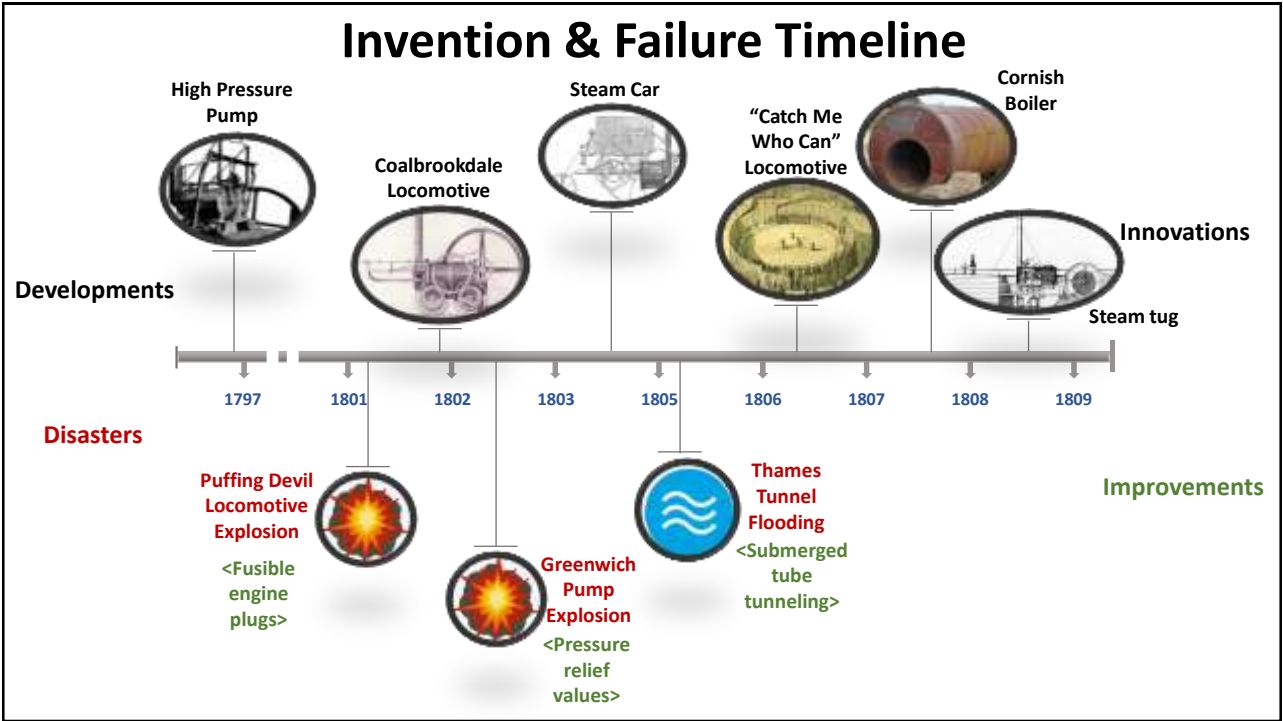 Invention & Failure Timeline
High Pressure
Pump
Coalbrookdale
Locomotive
Steam Car
“Catch Me
Who Can”
Locomotive
Cornish
Boiler
Innovations
Developments
Steam tug
1797
1801
1802
1803
1805
1806
1807
1808
1809
Disasters
Puffing Devil
Locomotive
Explosion
<Fusible
engine
plugs>
Greenwich
Pump
Explosion
<Pressure
relief
values>
Thames
Tunnel
Flooding
<Submerged
tube
tunneling>
Improvements